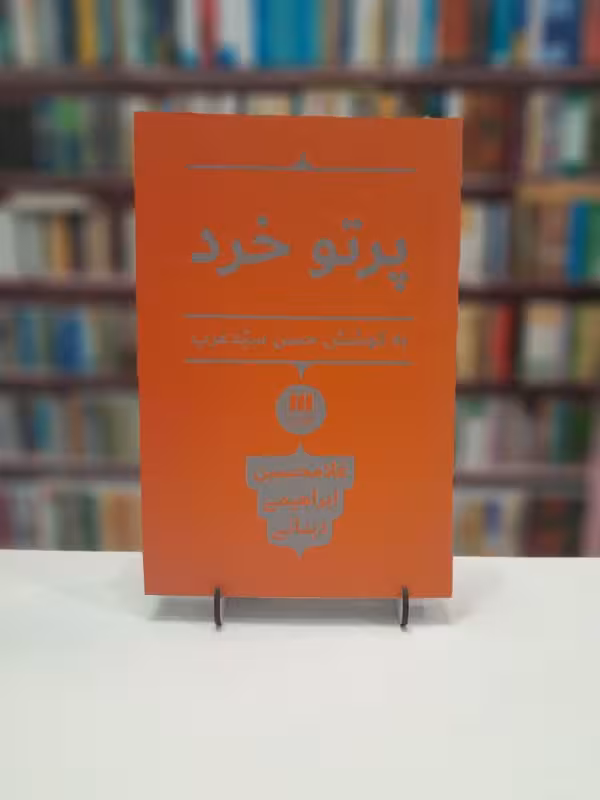 پرتو خرد
به کوشش حسن سیدعرب
غلامحسین
ابراهیمی
دینانی